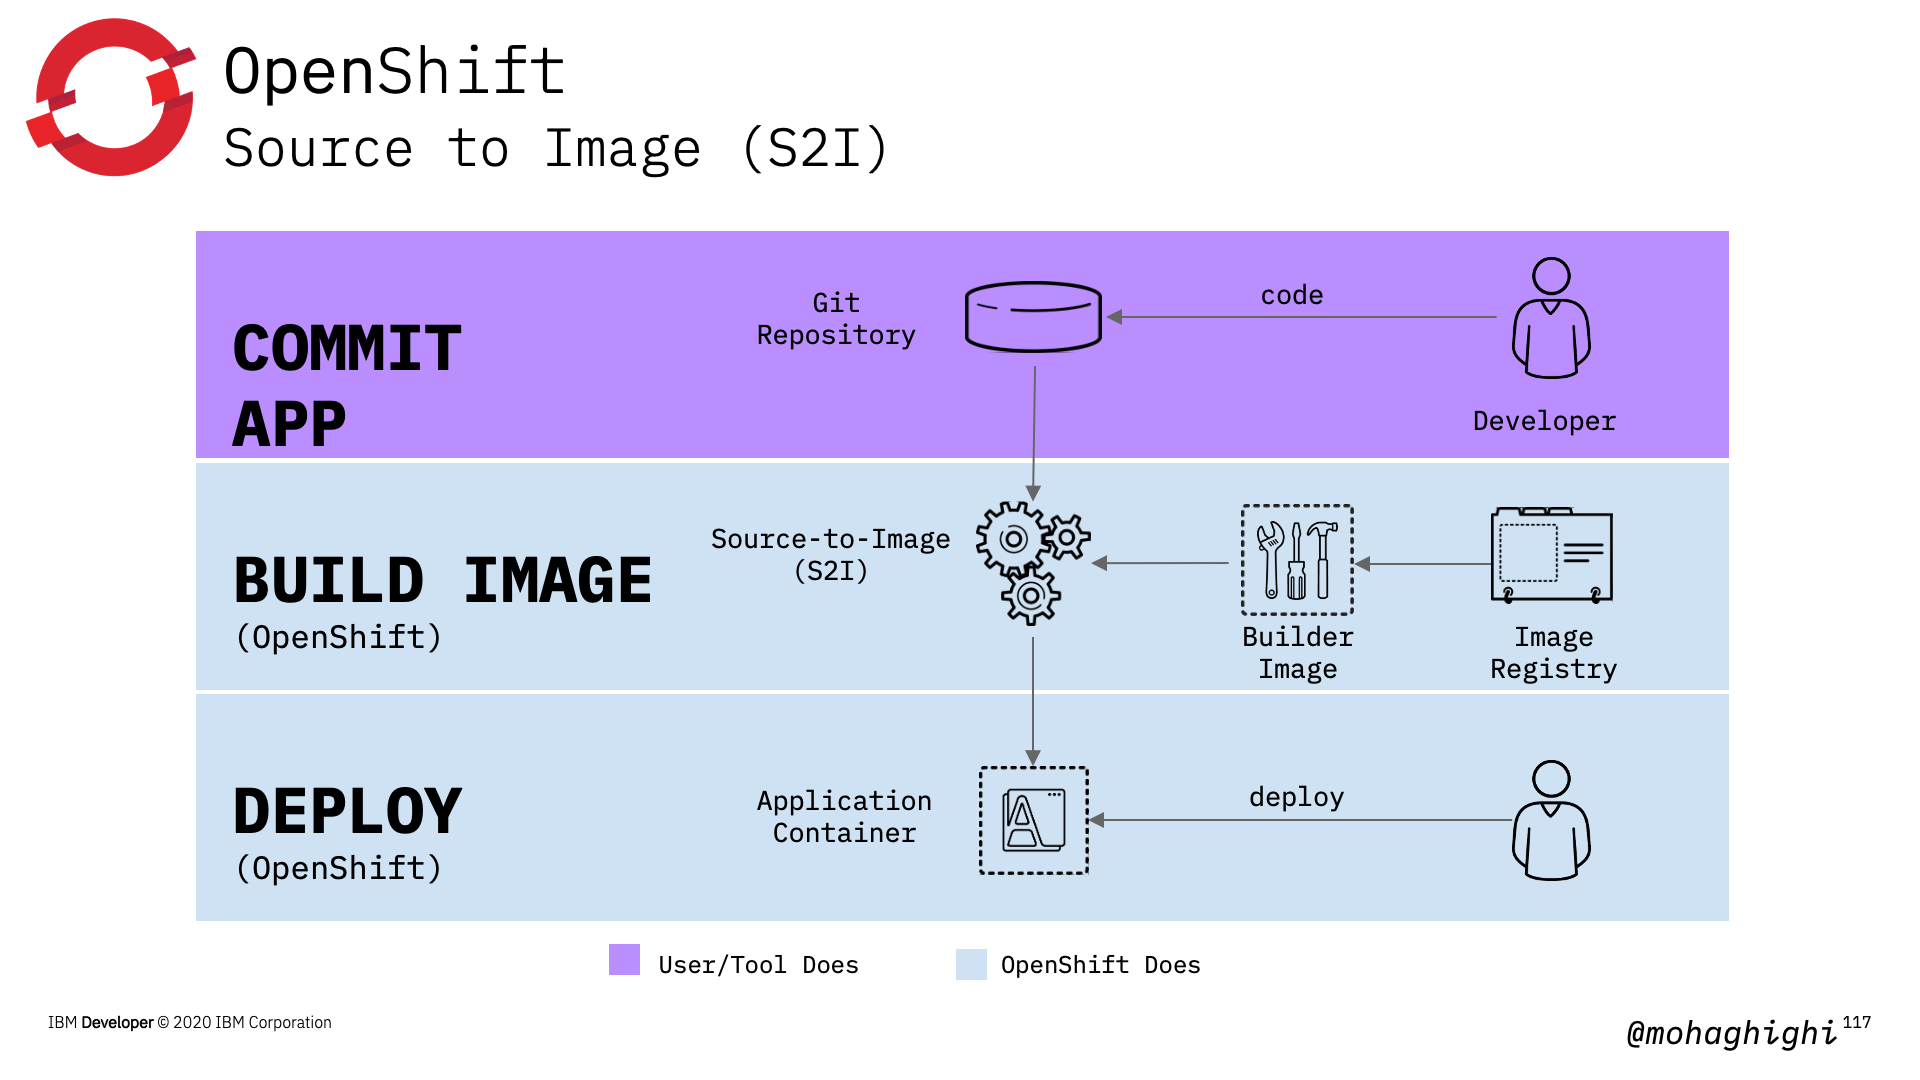 OpenShift
Source to Image (S2I)
COMMIT
APP
Git
Repository
code
Developer
BUILD IMAGE
(OpenShift)
Source-to-Image
(S2I)
Builder
Image
Image
Registry
DEPLOY
(OpenShift)
Application
Container
deploy
User/Tool Does
OpenShift Does
IBM Developer © 2020 IBM Corporation
@mohaghighi
117